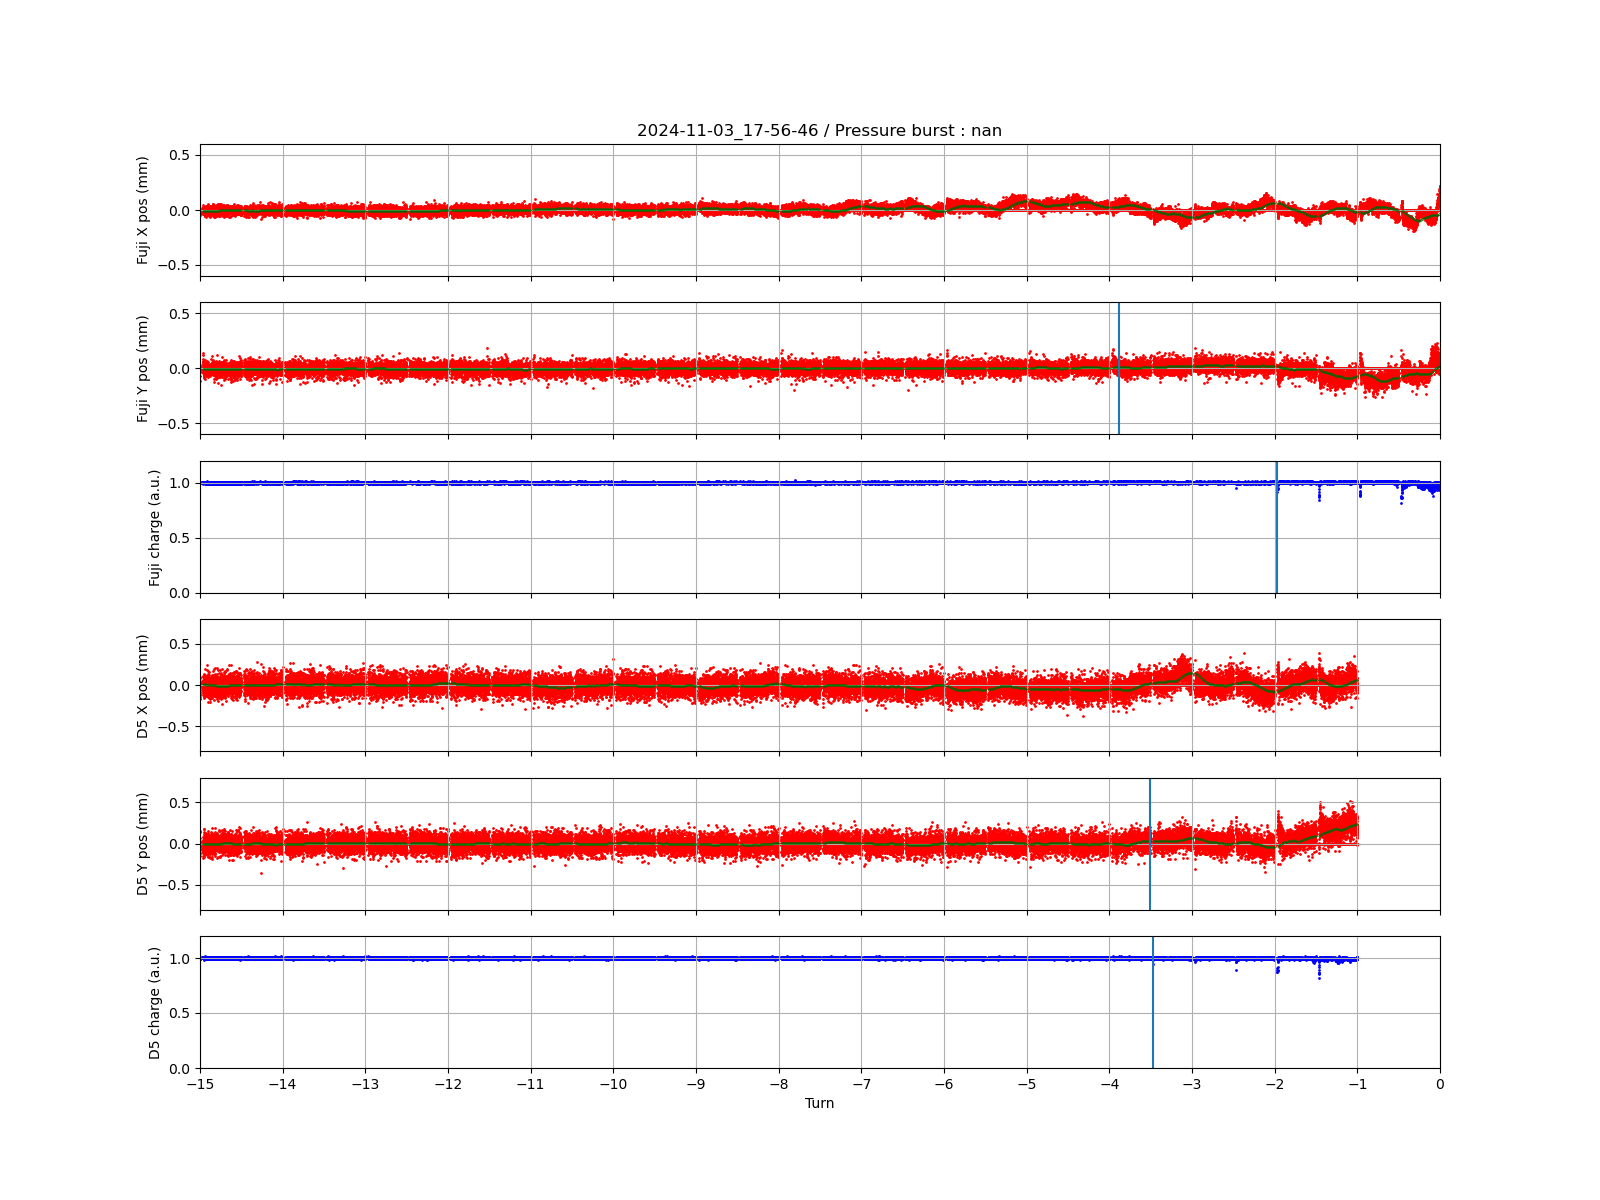 2024-11-03_17-56-46 / Pressure burst : nan
Fuji X pos (mm)
0.5
0.0
−0.5
Fuji Y pos (mm)
0.5
0.0
−0.5
Fuji charge (a.u.)
1.0
0.5
0.0
D5 X pos (mm)
0.5
0.0
−0.5
D5 Y pos (mm)
0.5
0.0
−0.5
D5 charge (a.u.)
1.0
0.5
0.0
−15 −14 −13 −12 −11 −10 −9 −8 −7 −6 −5 −4 −3 −2 −1 0
Turn